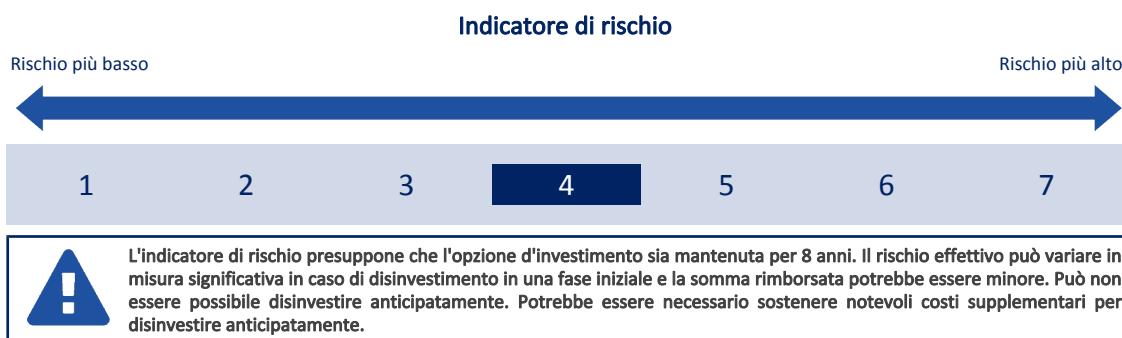 Indicatore di rischio
Rischio più basso
Rischio più alto
1 2 3 4 5 6 7
L'indicatore di rischio presuppone che l'opzione d'investimento sia mantenuta per 8 anni. Il rischio effettivo può variare in
misura significativa in caso di disinvestimento in una fase iniziale e la somma rimborsata potrebbe essere minore. Può non
essere possibile disinvestire anticipatamente. Potrebbe essere necessario sostenere notevoli costi supplementari per
disinvestire anticipatamente.